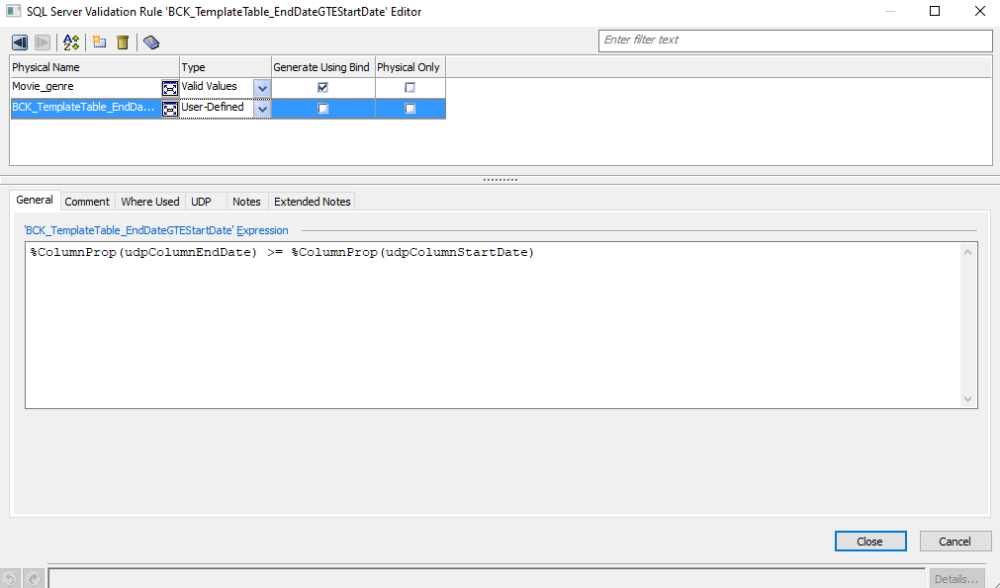 SQL Server Validation Rule 'BCK_TemplateTable_EndDateGTEStartDate' Editor
Enter filter text
Physical Name Type Generate Using Bind Physical Only
Movie_genre Valid Values
BCK_TemplateTable_EndDa... User-Defined
General Comment Where Used UDP Notes Extended Notes
'BCK_TemplateTable_EndDateGTEStartDate' Expression
%ColumnProp(udpColumnEndDate) >= %ColumnProp(udpColumnStartDate)
Close Cancel
Details...